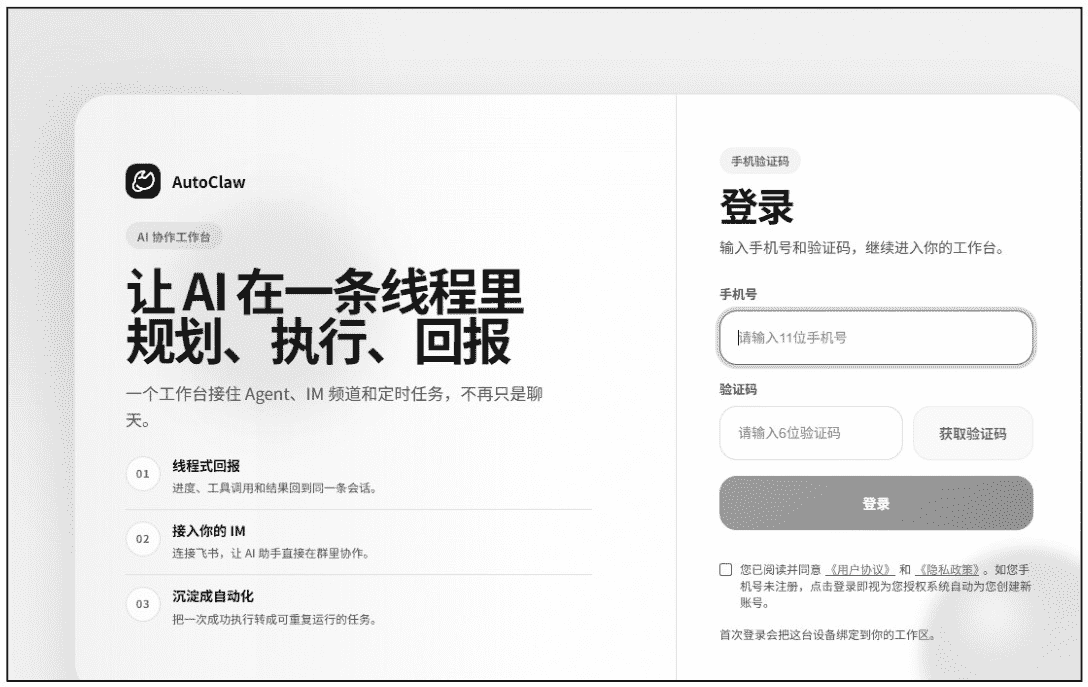 AutoClaw
AI 协作工作台
让 AI 在一条线程里
规划、执行、回报
一个工作台接住 Agent、IM 频道和定时任务，不再只是聊
天。
01
线程式回报
进度、工具调用和结果回到同一条会话。
02
接入你的 IM
连接飞书，让 AI 助手直接在群里协作。
03
沉淀成自动化
把一次成功执行转成可重复运行的任务。
手机验证码
登录
输入手机号和验证码，继续进入你的工作台。
手机号
请输入11位手机号
验证码
请输入6位验证码
获取验证码
登录
您已阅读并同意 《用户协议》 和 《隐私政策》。如您手
机号未注册，点击登录即视为您授权系统自动为您创建新
账号。
首次登录会把这台设备绑定到你的工作区。